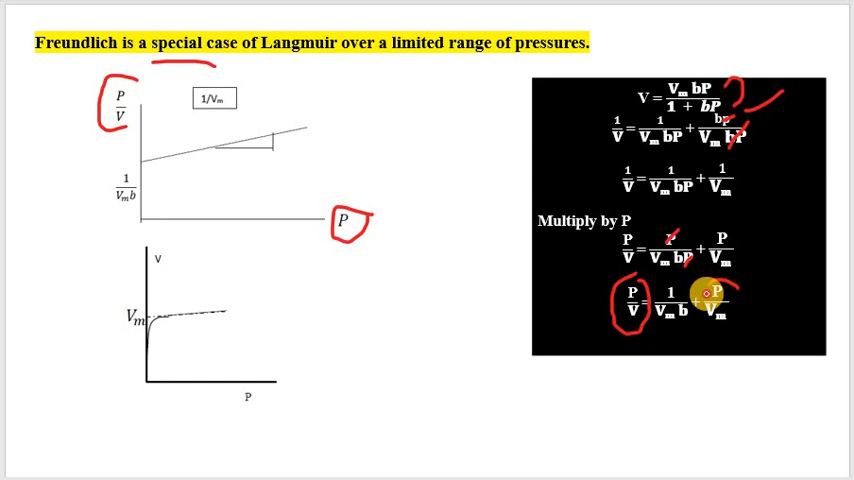 Freundlich is a special case of Langmuir over a limited range of pressures.
P/V
1/Vₘ
1/Vₘb
P
V
Vₘ
P
V = Vₘ bP / 1 + bP
1/V = 1/Vₘ bP + bp/Vₘ bP
1/V = 1/Vₘ bP + 1/Vₘ
Multiply by P
P/V = P/Vₘ bP + P/Vₘ
P/V = 1/Vₘ b + P/Vₘ